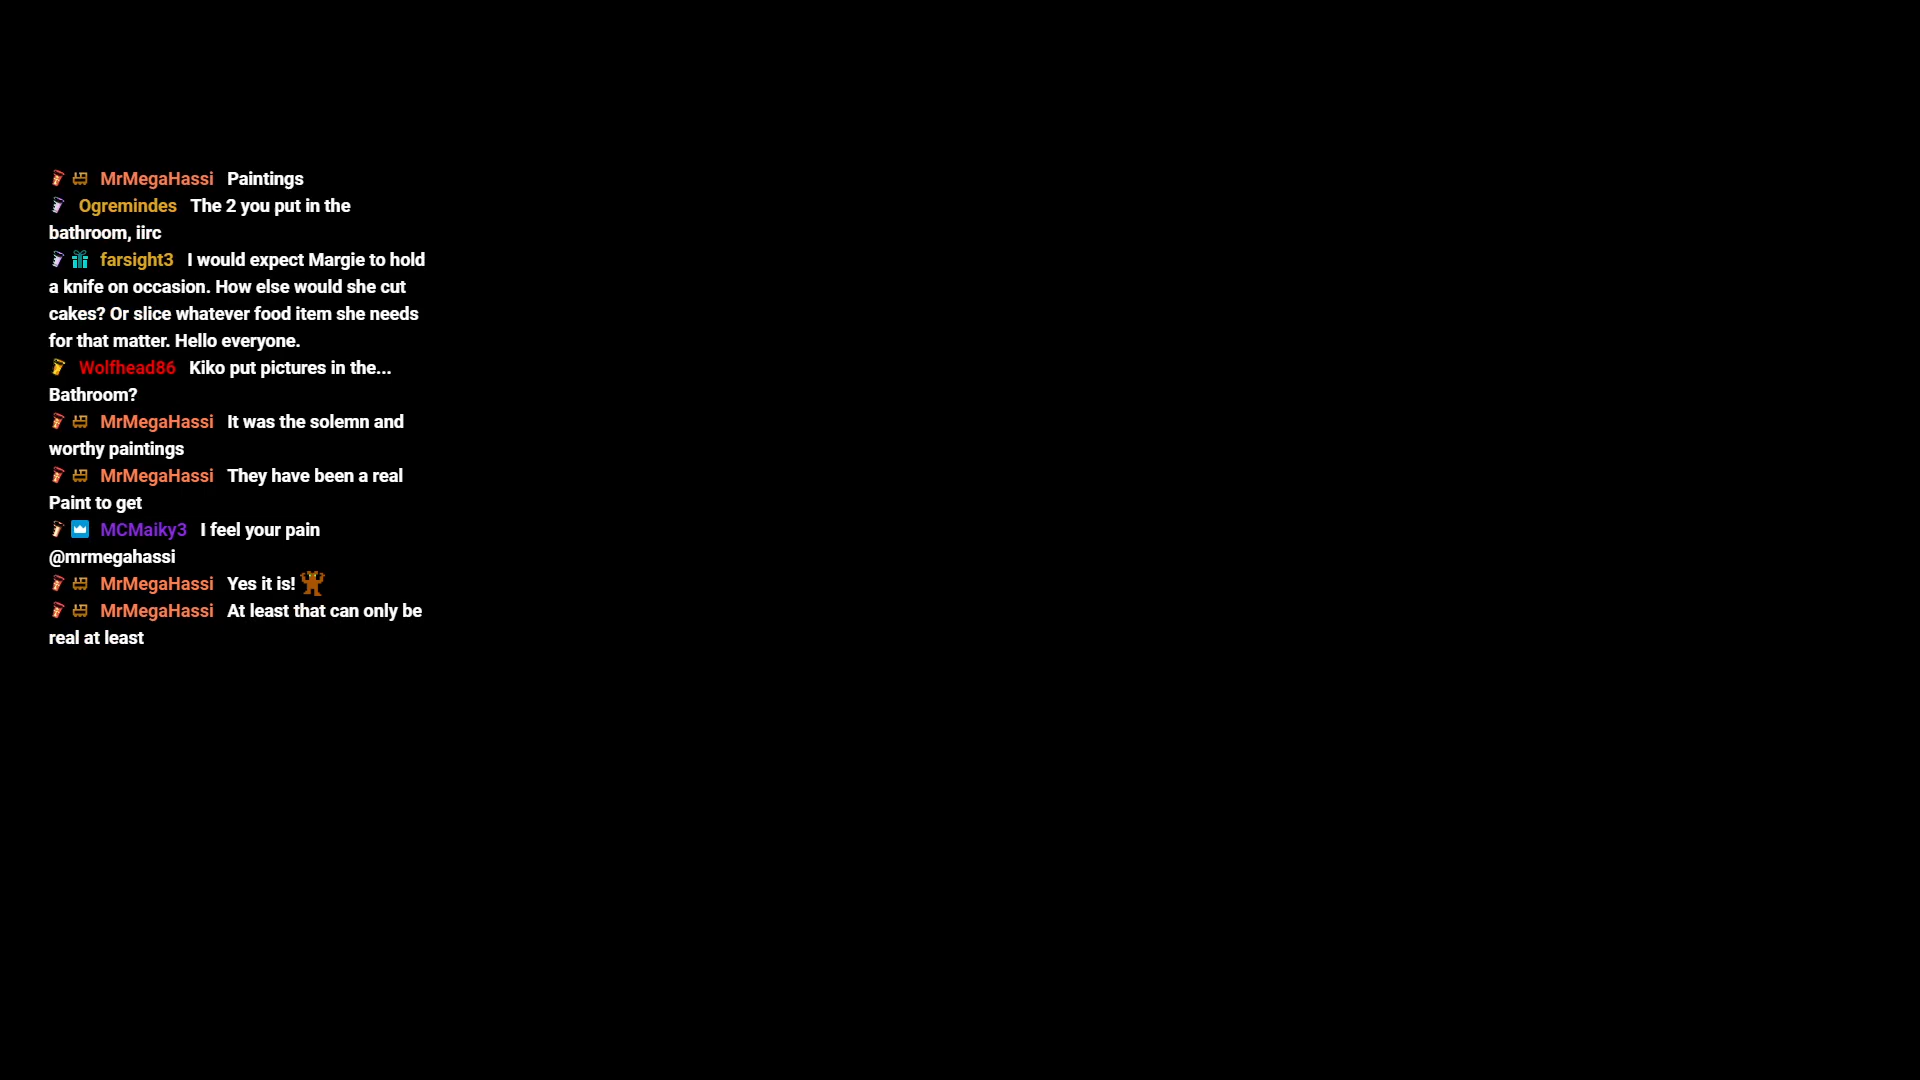 MrMegaHassi Paintings
Ogremindes The 2 you put in the
bathroom, iirc
farsight3 I would expect Margie to hold
a knife on occasion. How else would she cut
cakes? Or slice whatever food item she needs
for that matter. Hello everyone.
Wolfhead86 Kiko put pictures in the...
Bathroom?
MrMegaHassi It was the solemn and
worthy paintings
MrMegaHassi They have been a real
Paint to get
MCMaiky3 I feel your pain
@mrmegahassi
MrMegaHassi Yes it is!
MrMegaHassi At least that can only be
real at least